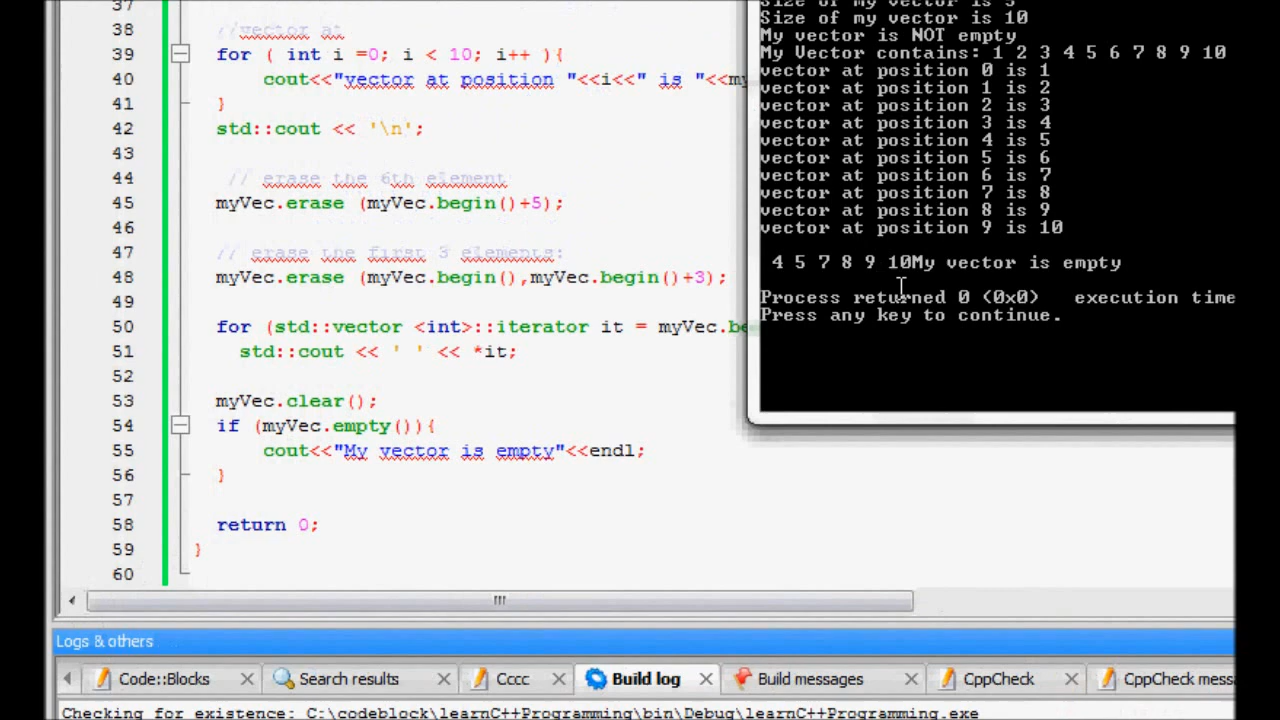 37
38 //vector at
39 for ( int i =0; i < 10; i++ ){
40 cout<<"vector at position "<<i<<" is "<<my
41 }
42 std::cout << '\n';
43
44 // erase the 6th element
45 myVec.erase (myVec.begin()+5);
46
47 // erase the first 3 elements:
48 myVec.erase (myVec.begin(),myVec.begin()+3);
49
50 for (std::vector <int>::iterator it = myVec.be
51 std::cout << ' ' << *it;
52
53 myVec.clear();
54 if (myVec.empty()){
55 cout<<"My vector is empty"<<endl;
56 }
57
58 return 0;
59 }
60
Size of my vector is 5
Size of my vector is 10
My vector is NOT empty
My Vector contains: 1 2 3 4 5 6 7 8 9 10
vector at position 0 is 1
vector at position 1 is 2
vector at position 2 is 3
vector at position 3 is 4
vector at position 4 is 5
vector at position 5 is 6
vector at position 6 is 7
vector at position 7 is 8
vector at position 8 is 9
vector at position 9 is 10
4 5 7 8 9 10My vector is empty
Process returned 0 (0x0) execution time
Press any key to continue.
Logs & others
Code::Blocks Search results Cccc Build log Build messages CppCheck CppCheck mess
Checking for existence: C:\codeblock\learnC++Programming\bin\Debug\learnC++Programming.exe